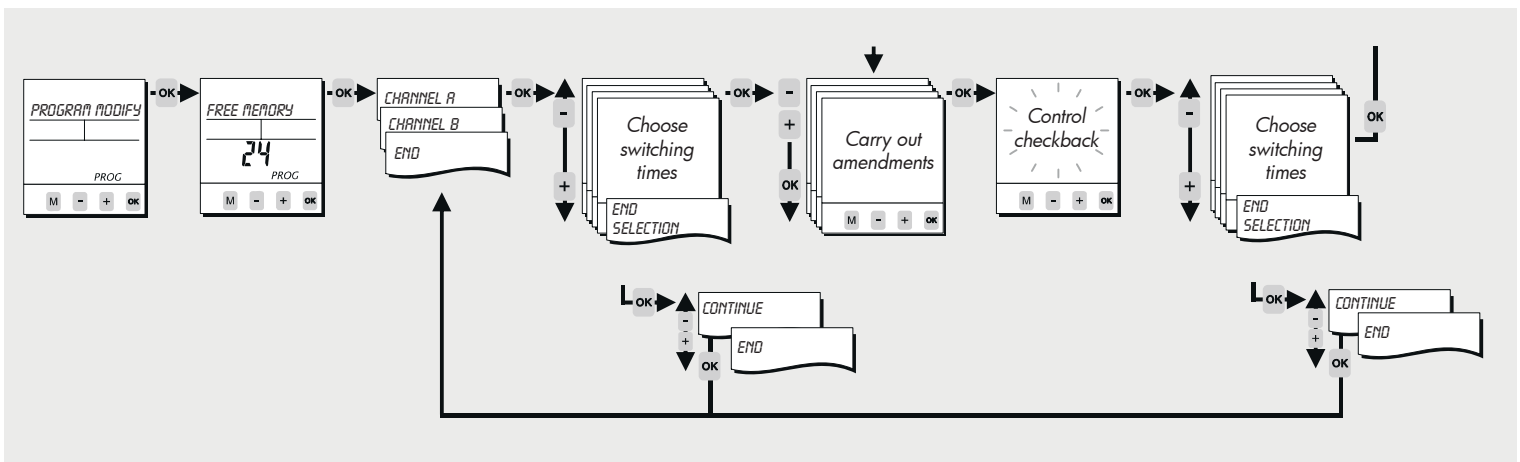 PROGRAM MODIFY
PROG
M - + OK
OK
FREE MEMORY
24
PROG
M - + OK
OK
CHANNEL A
CHANNEL B
END
OK
-
+
Choose
switching
times
END
SELECTION
OK
-
+
OK
Carry out
amendments
M - + OK
OK
Control
checkback
M - + OK
OK
-
+
Choose
switching
times
END
SELECTION
OK
OK
-
+
CONTINUE
END
OK
OK
-
+
CONTINUE
END
OK